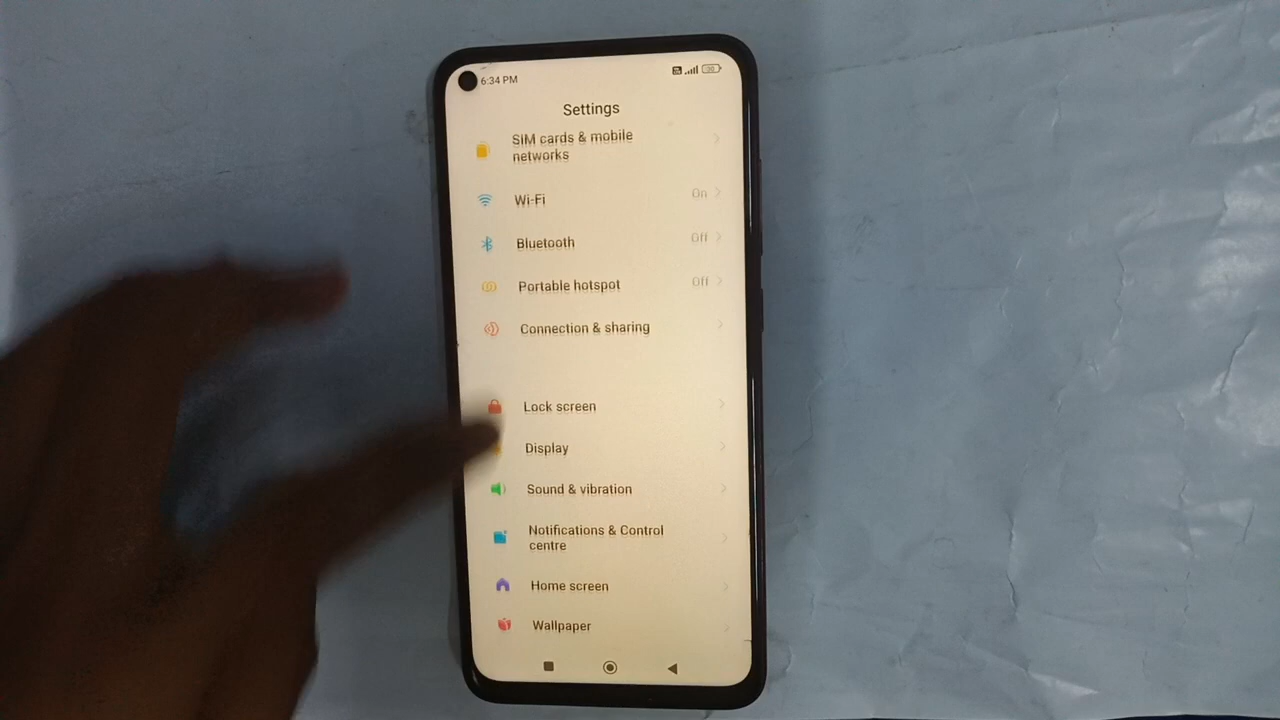 6:34 PM
Settings
SIM cards & mobile
networks
Wi-Fi On
Bluetooth Off
Portable hotspot Off
Connection & sharing
Lock screen
Display
Sound & vibration
Notifications & Control
centre
Home screen
Wallpaper